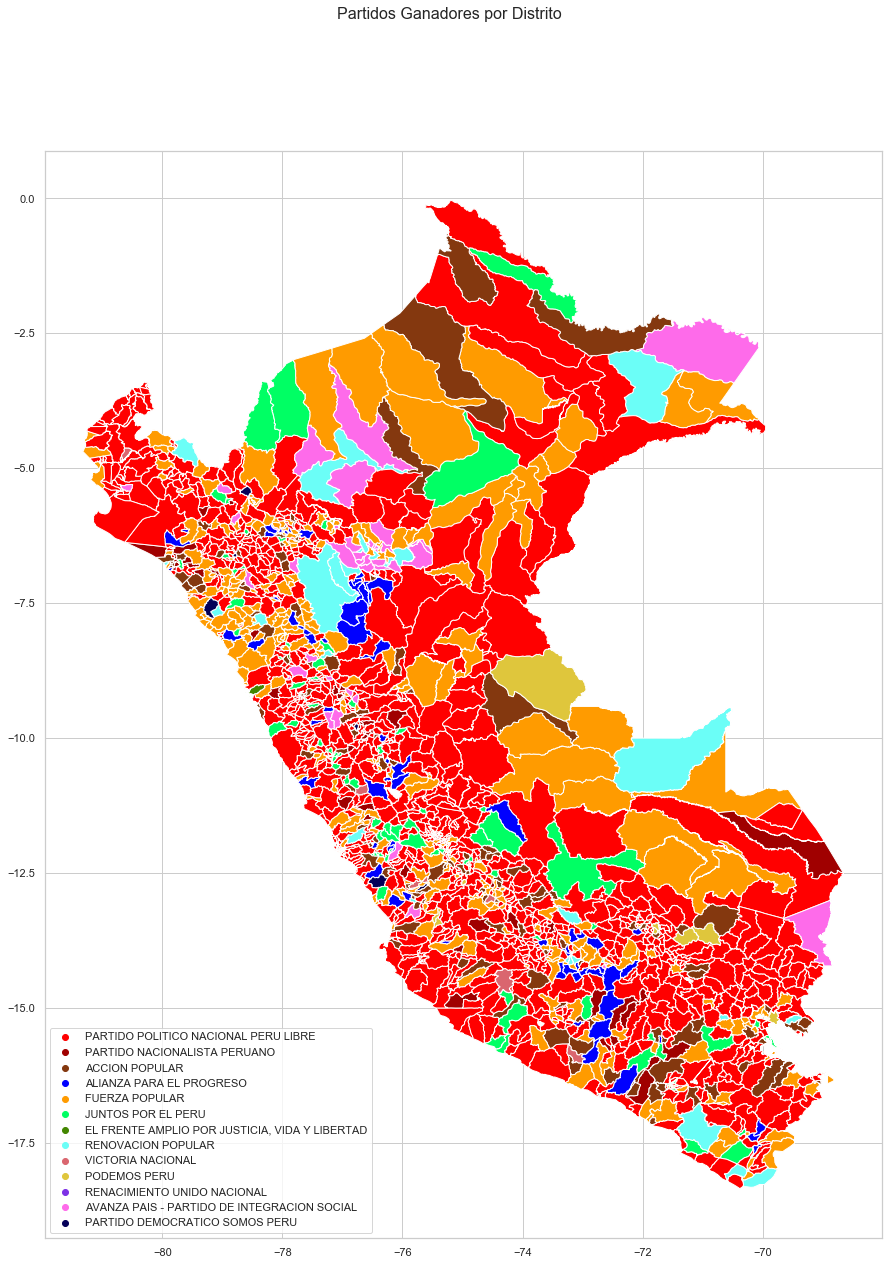 Partidos Ganadores por Distrito
0.0
−2.5
−5.0
−7.5
−10.0
−12.5
−15.0
−17.5
PARTIDO POLITICO NACIONAL PERU LIBRE
PARTIDO NACIONALISTA PERUANO
ACCION POPULAR
ALIANZA PARA EL PROGRESO
FUERZA POPULAR
JUNTOS POR EL PERU
EL FRENTE AMPLIO POR JUSTICIA, VIDA Y LIBERTAD
RENOVACION POPULAR
VICTORIA NACIONAL
PODEMOS PERU
RENACIMIENTO UNIDO NACIONAL
AVANZA PAIS - PARTIDO DE INTEGRACION SOCIAL
PARTIDO DEMOCRATICO SOMOS PERU
−80 −78 −76 −74 −72 −70